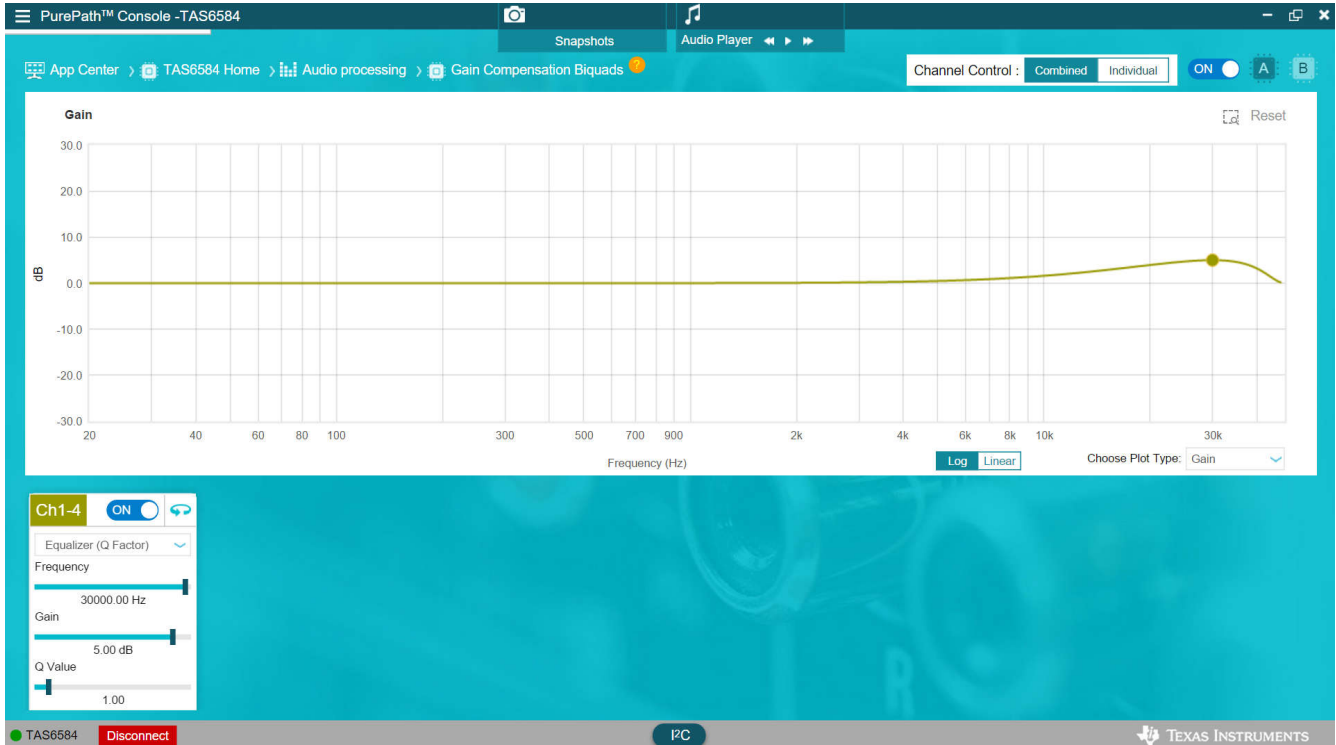 PurePath™ Console -TAS6584
Snapshots
Audio Player
App Center > TAS6584 Home > Audio processing > Gain Compensation Biquads ?
Channel Control : Combined Individual ON A B
Gain
Reset
30.0
20.0
10.0
0.0
-10.0
-20.0
-30.0
dB
20 40 60 80 100 300 500 700 900 2k 4k 6k 8k 10k 30k
Frequency (Hz)
Log Linear
Choose Plot Type: Gain
Ch1-4 ON
Equalizer (Q Factor)
Frequency
30000.00 Hz
Gain
5.00 dB
Q Value
1.00
R
TAS6584 Disconnect I²C TEXAS INSTRUMENTS